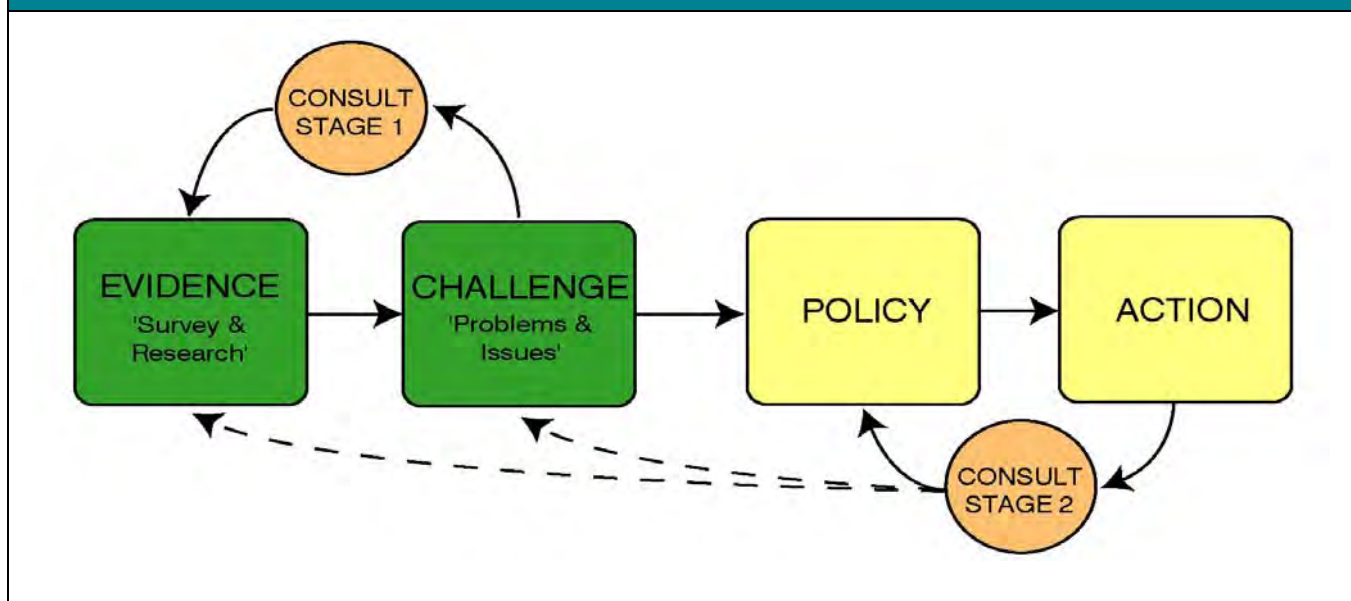 CONSULT
STAGE 1
EVIDENCE
'Survey &
Research'
CHALLENGE
'Problems &
Issues'
POLICY
ACTION
CONSULT
STAGE 2